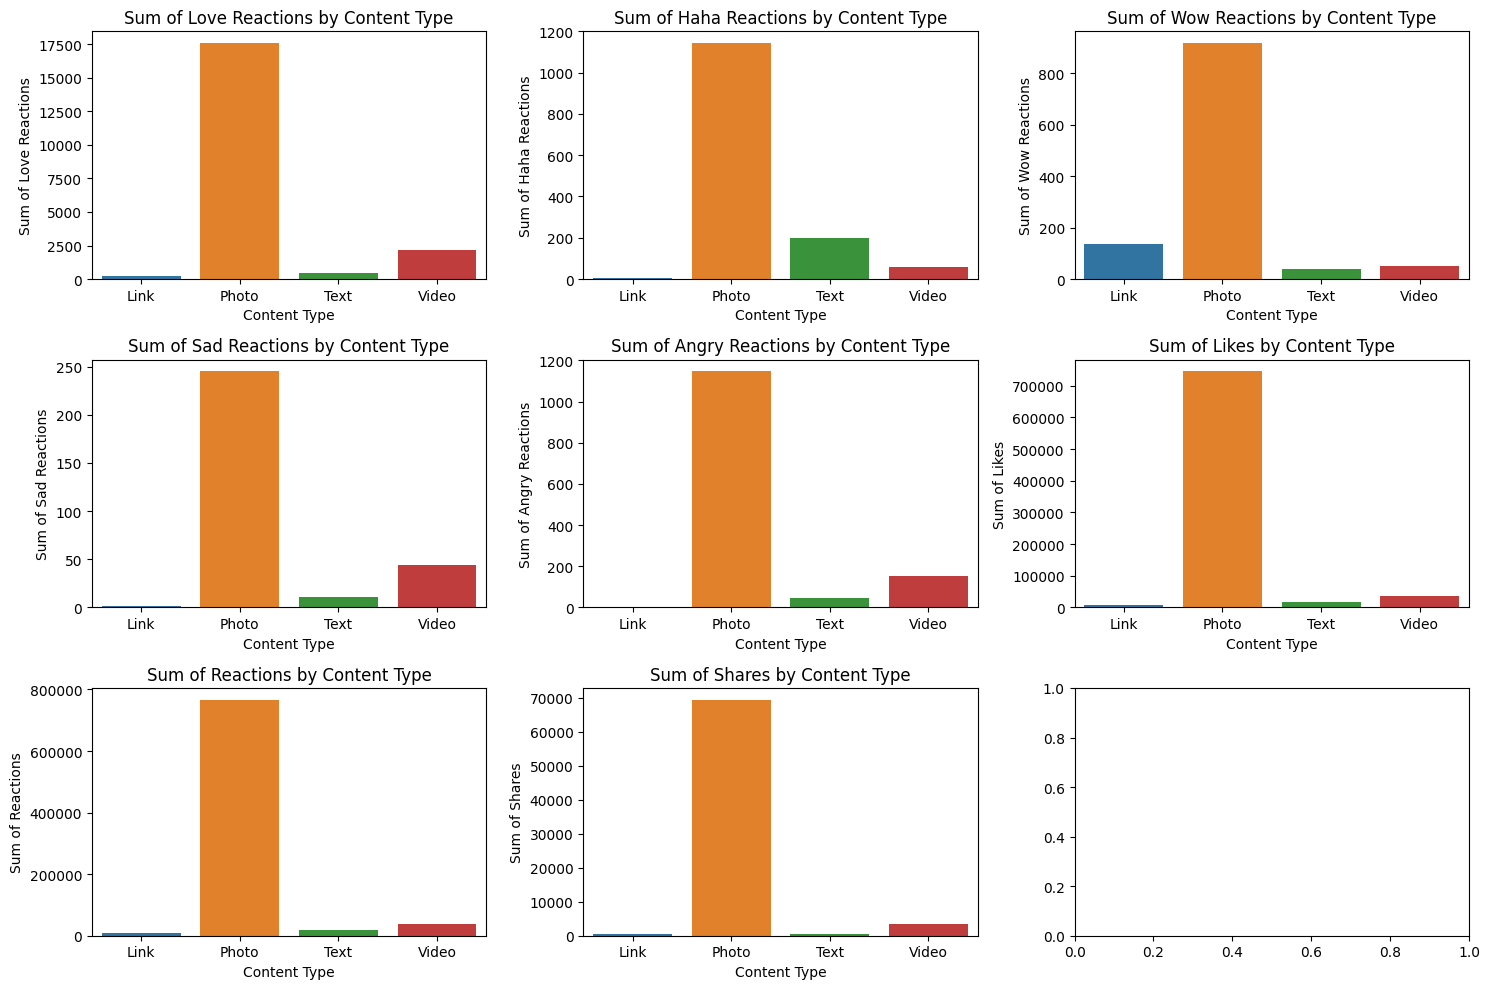 Sum of Love Reactions by Content Type
Sum of Love Reactions
17500
15000
12500
10000
7500
5000
2500
0
Link Photo Text Video
Content Type
Sum of Haha Reactions by Content Type
Sum of Haha Reactions
1200
1000
800
600
400
200
0
Link Photo Text Video
Content Type
Sum of Wow Reactions by Content Type
Sum of Wow Reactions
800
600
400
200
0
Link Photo Text Video
Content Type
Sum of Sad Reactions by Content Type
Sum of Sad Reactions
250
200
150
100
50
0
Link Photo Text Video
Content Type
Sum of Angry Reactions by Content Type
Sum of Angry Reactions
1200
1000
800
600
400
200
0
Link Photo Text Video
Content Type
Sum of Likes by Content Type
Sum of Likes
700000
600000
500000
400000
300000
200000
100000
0
Link Photo Text Video
Content Type
Sum of Reactions by Content Type
Sum of Reactions
800000
600000
400000
200000
0
Link Photo Text Video
Content Type
Sum of Shares by Content Type
Sum of Shares
70000
60000
50000
40000
30000
20000
10000
0
Link Photo Text Video
Content Type
1.0
0.8
0.6
0.4
0.2
0.0
0.0 0.2 0.4 0.6 0.8 1.0